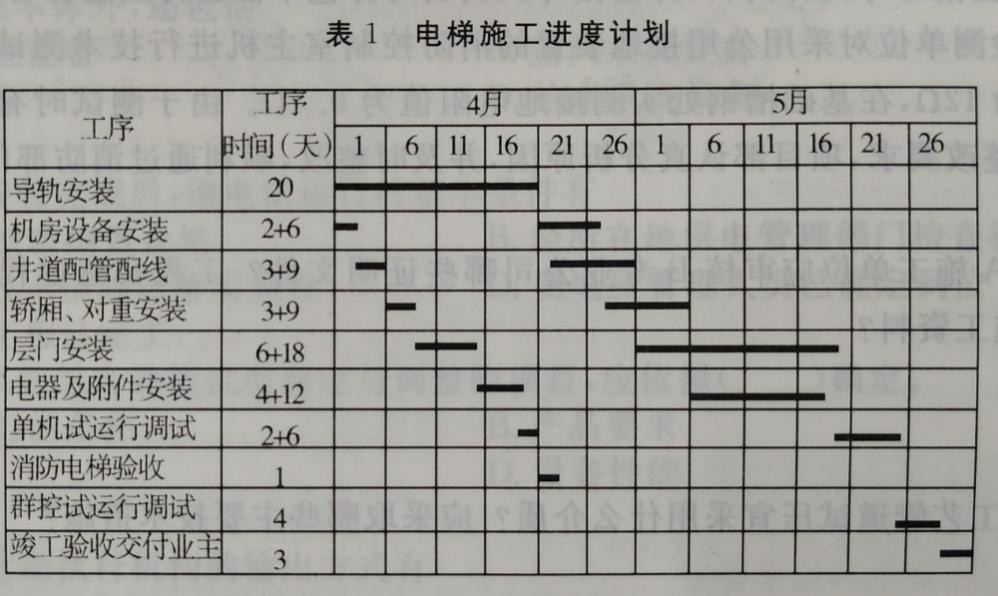 表1 电梯施工进度计划
工序 工序时间(天) 4月 5月
1 6 11 16 21 26 1 6 11 16 21 26
导轨安装 20
机房设备安装 2+6
井道配管配线 3+9
轿厢、对重安装 3+9
层门安装 6+18
电器及附件安装 4+12
单机试运行调试 2+6
消防电梯验收 1
群控试运行调试 4
竣工验收交付业主 3